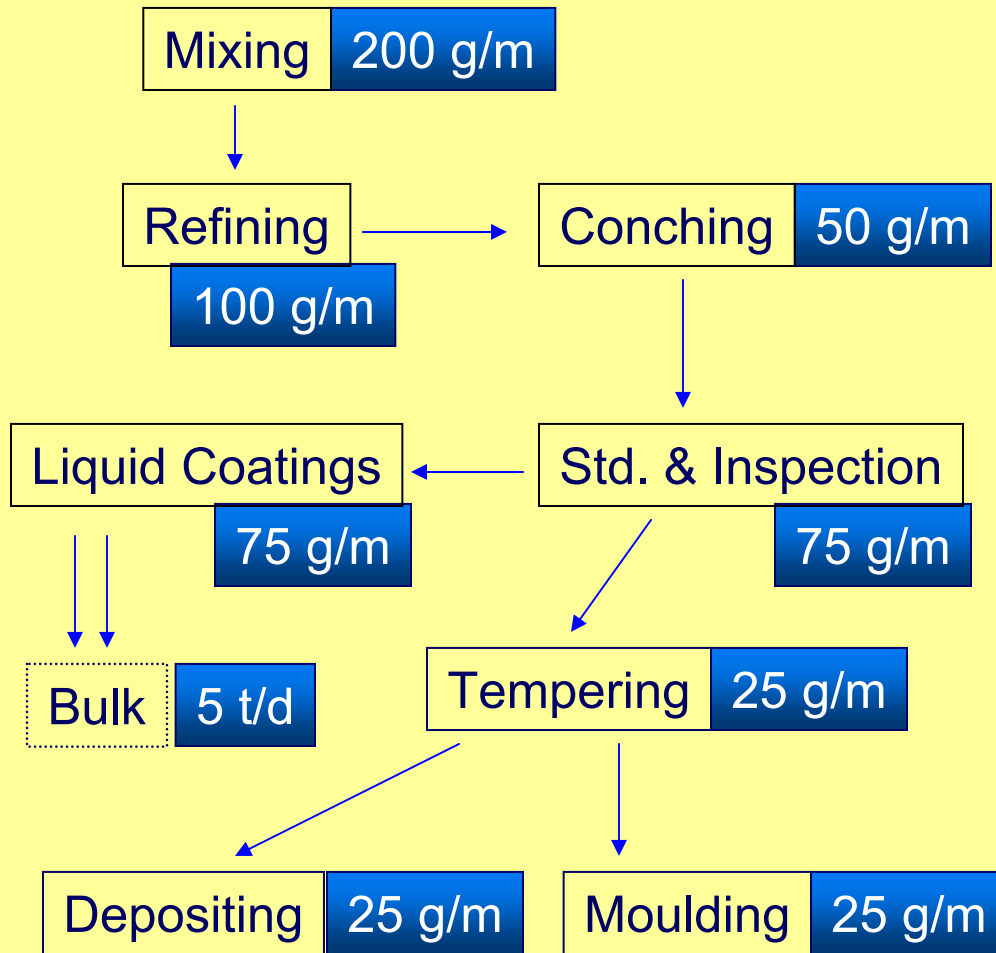 Mixing 200 g/m
Refining
100 g/m
Conching 50 g/m
Liquid Coatings
75 g/m
Std. & Inspection
75 g/m
Bulk 5 t/d
Tempering 25 g/m
Depositing 25 g/m
Moulding 25 g/m